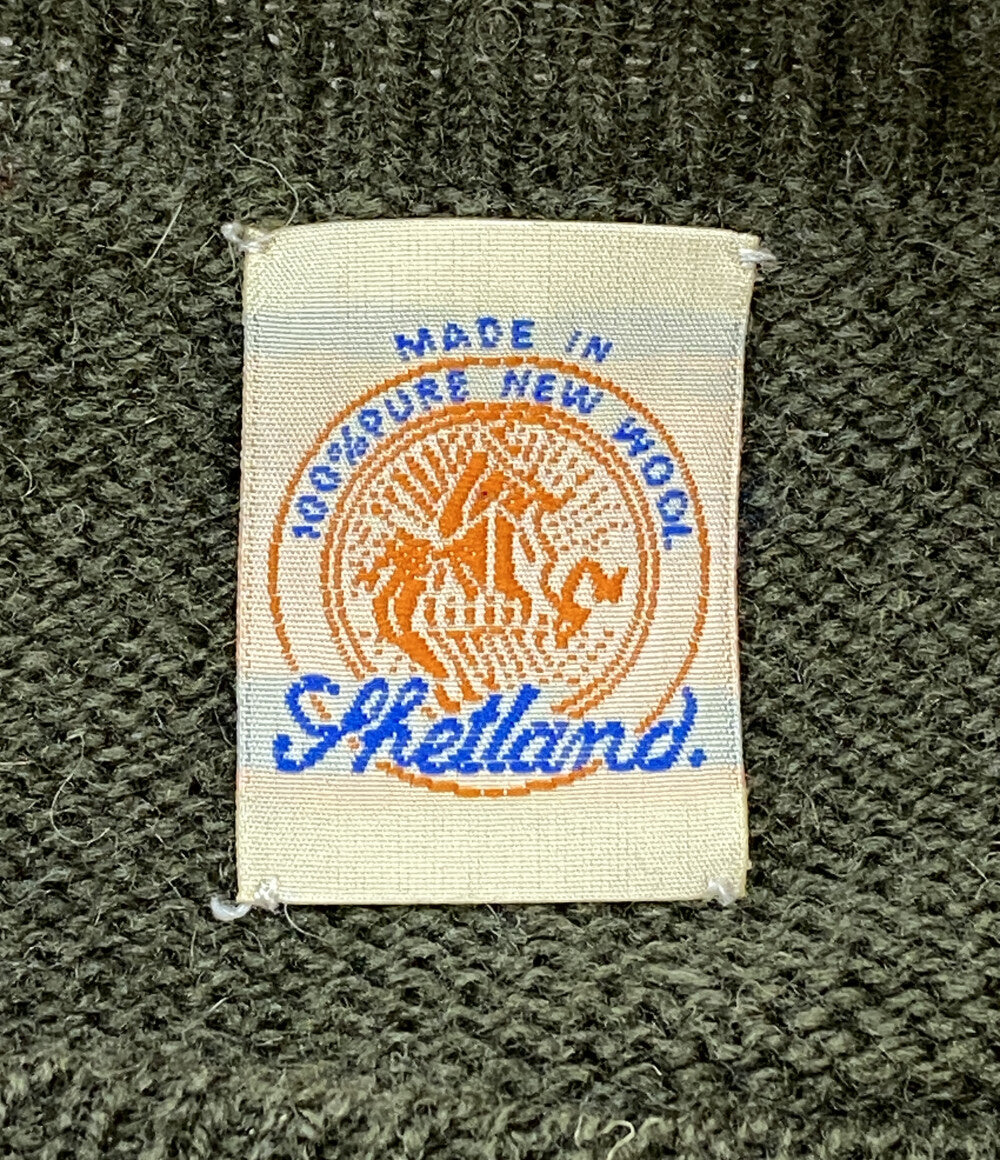 MADE IN
100% PURE NEW WOOL
Shetland.